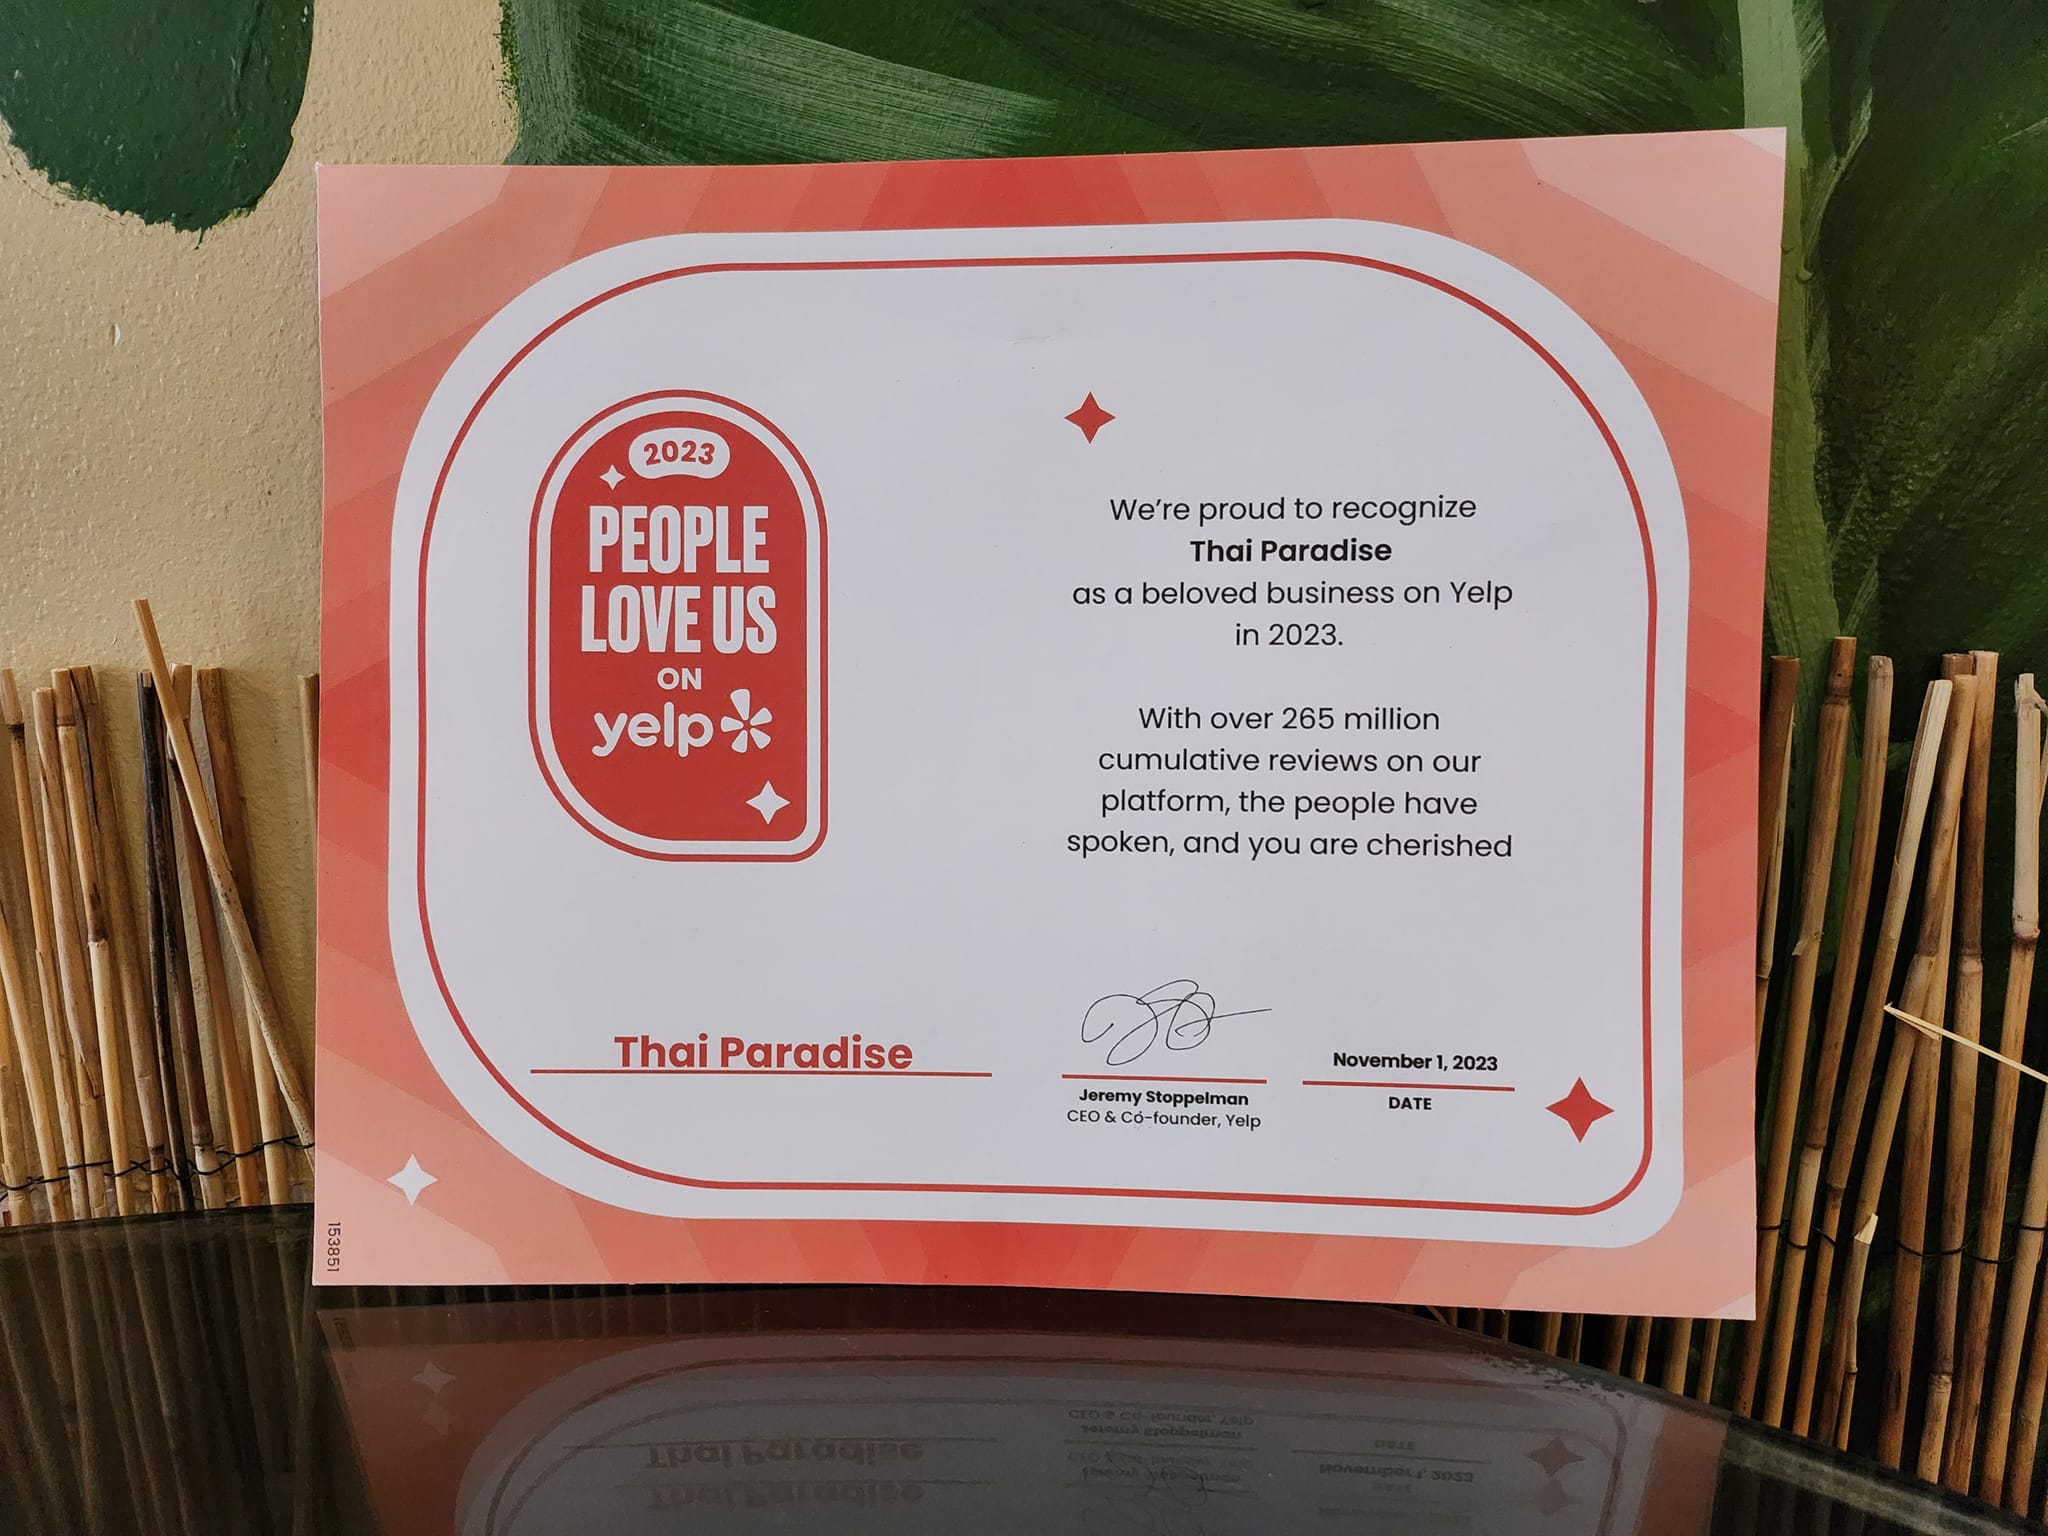 2023
PEOPLE
LOVE US
ON
yelp
We're proud to recognize
Thai Paradise
as a beloved business on Yelp
in 2023.
With over 265 million
cumulative reviews on our
platform, the people have
spoken, and you are cherished
Thai Paradise
November 1, 2023
Jeremy Stoppelman
CEO & Co-founder, Yelp
DATE
153851